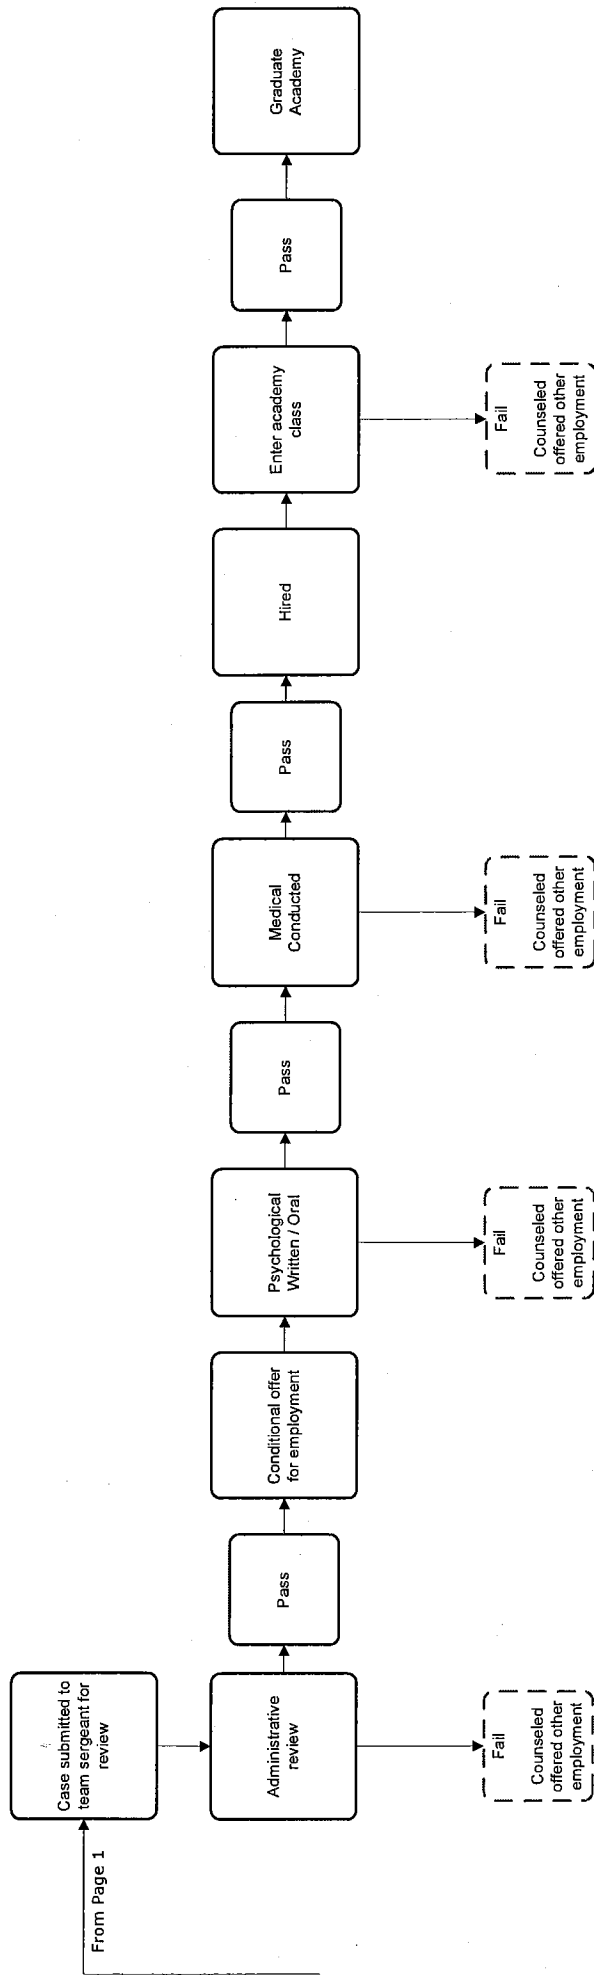 From Page 1
Case submitted to
team sergeant for
review
Administrative
review
Fail
Counseled
offered other
employment
Pass
Conditional offer
for employment
Psychological
Written / Oral
Fail
Counseled
offered other
employment
Pass
Medical
Conducted
Fail
Counseled
offered other
employment
Pass
Hired
Enter academy
class
Fail
Counseled
offered other
employment
Pass
Graduate
Academy